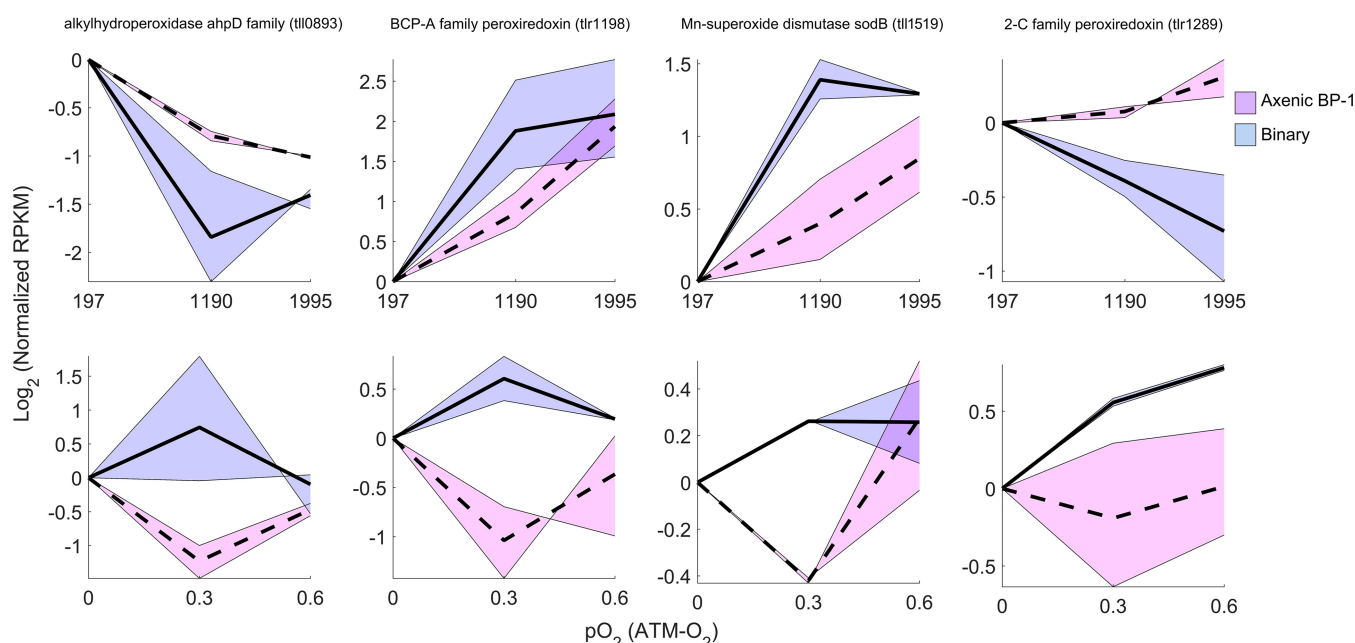 alkylhydroperoxidase ahpD family (tll0893)
BCP-A family peroxiredoxin (tlr1198)
Mn-superoxide dismutase sodB (tll1519)
2-C family peroxiredoxin (tlr1289)
0
-0.5
-1
-1.5
-2
197 1190 1995
2.5
2
1.5
1
0.5
0
197 1190 1995
1.5
1
0.5
0
197 1190 1995
0
-0.5
-1
197 1190 1995
Axenic BP-1
Binary
Log2 (Normalized RPKM)
1.5
1
0.5
0
-0.5
-1
0 0.3 0.6
0.5
0
-0.5
-1
0 0.3 0.6
0.4
0.2
0
-0.2
-0.4
0 0.3 0.6
0.5
0
-0.5
0 0.3 0.6
pO2 (ATM-O2)